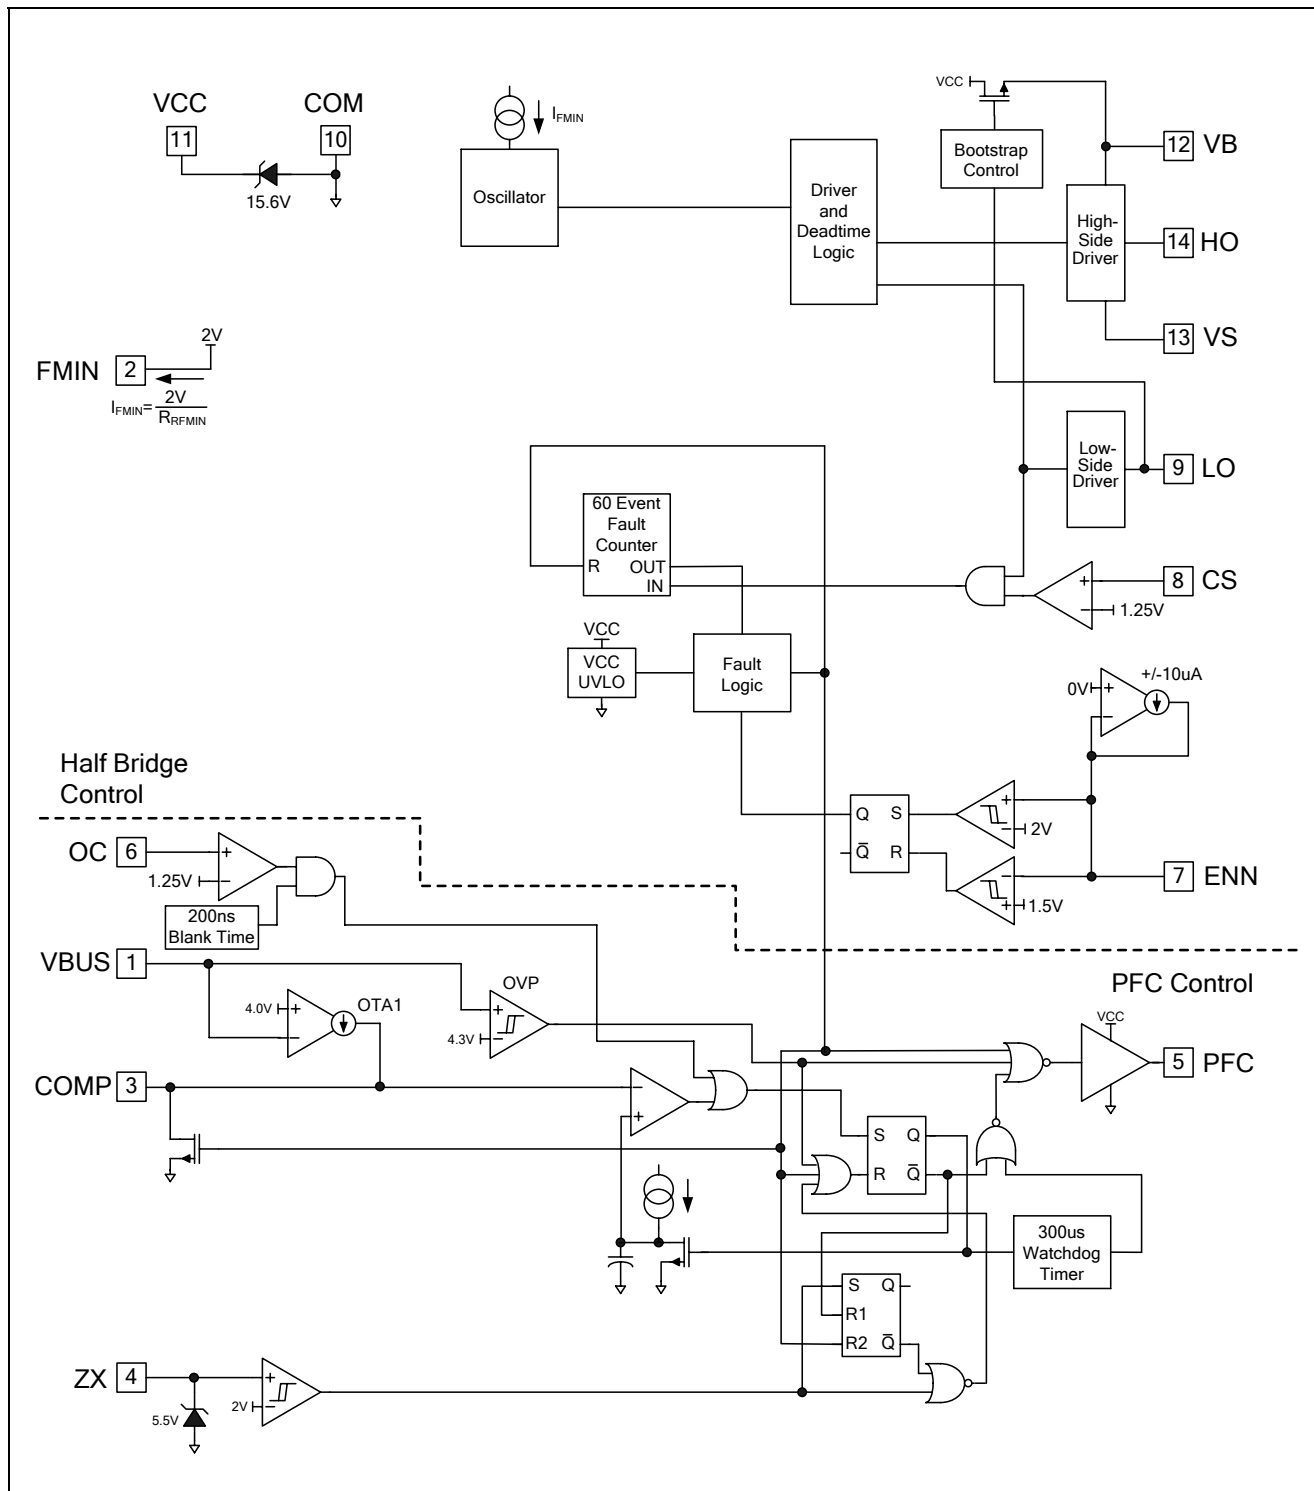 VCC
11
COM
10
15.6V
I_FMIN
Oscillator
Driver
and
Deadtime
Logic
VCC
Bootstrap
Control
12 VB
High-
Side
Driver
14 HO
13 VS
FMIN 2
2V
I_FMIN=
2V
R_RFMIN
Low-
Side
Driver
9 LO
60 Event
Fault
Counter
R
OUT
IN
8 CS
+
−
1.25V
VCC
VCC
UVLO
Fault
Logic
+/-10uA
0V
+
−
Q S
Q̅ R
+
−
2V
−
+
1.5V
7 ENN
Half Bridge
Control
OC 6
+
1.25V
−
200ns
Blank Time
VBUS 1
4.0V
+
−
OTA1
OVP
+
4.3V
−
PFC Control
VCC
5 PFC
COMP 3
−
+
S Q
R Q̅
300us
Watchdog
Timer
S Q
R1
R2 Q̅
ZX 4
5.5V
+
2V
−